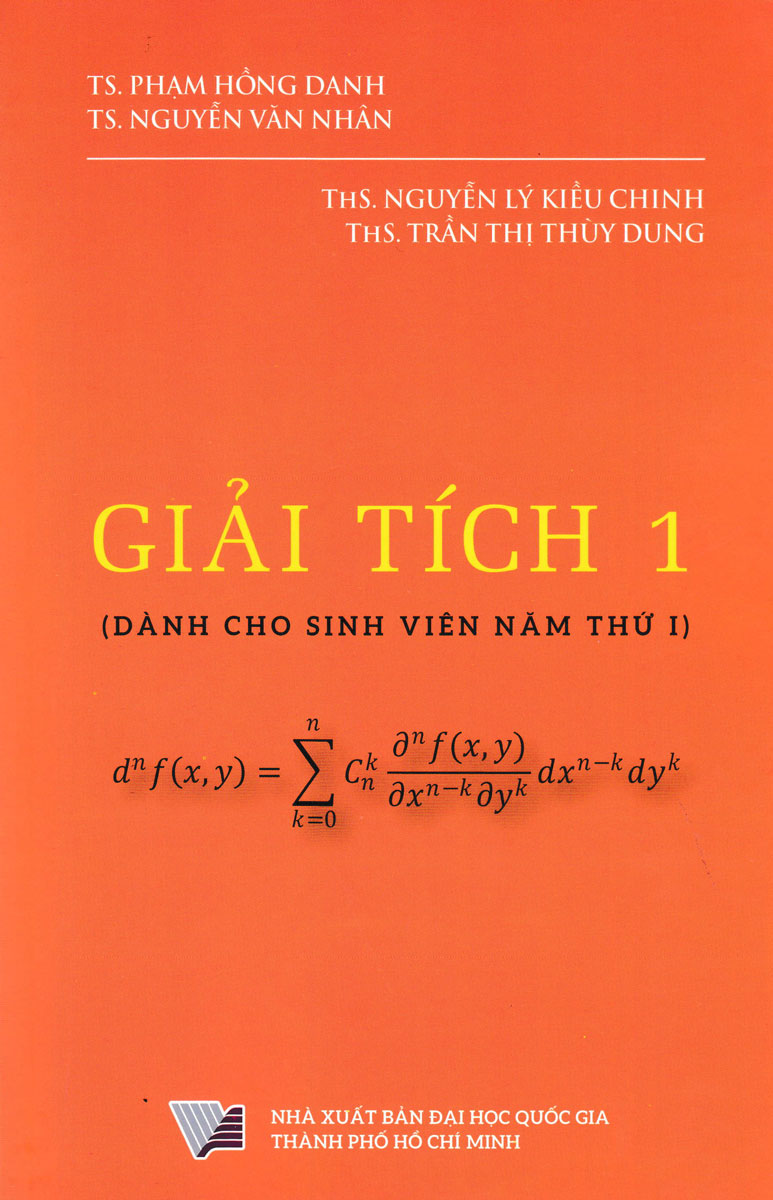 TS. PHẠM HỒNG DANH
TS. NGUYỄN VĂN NHÂN
THS. NGUYỄN LÝ KIỀU CHINH
THS. TRẦN THỊ THÙY DUNG
GIẢI TÍCH 1
(DÀNH CHO SINH VIÊN NĂM THỨ I)
$d^n f(x,y) = \sum_{k=0}^{n} C_n^k \frac{\partial^n f(x,y)}{\partial x^{n-k} \partial y^k} dx^{n-k} dy^k$
NHÀ XUẤT BẢN ĐẠI HỌC QUỐC GIA
THÀNH PHỐ HỒ CHÍ MINH